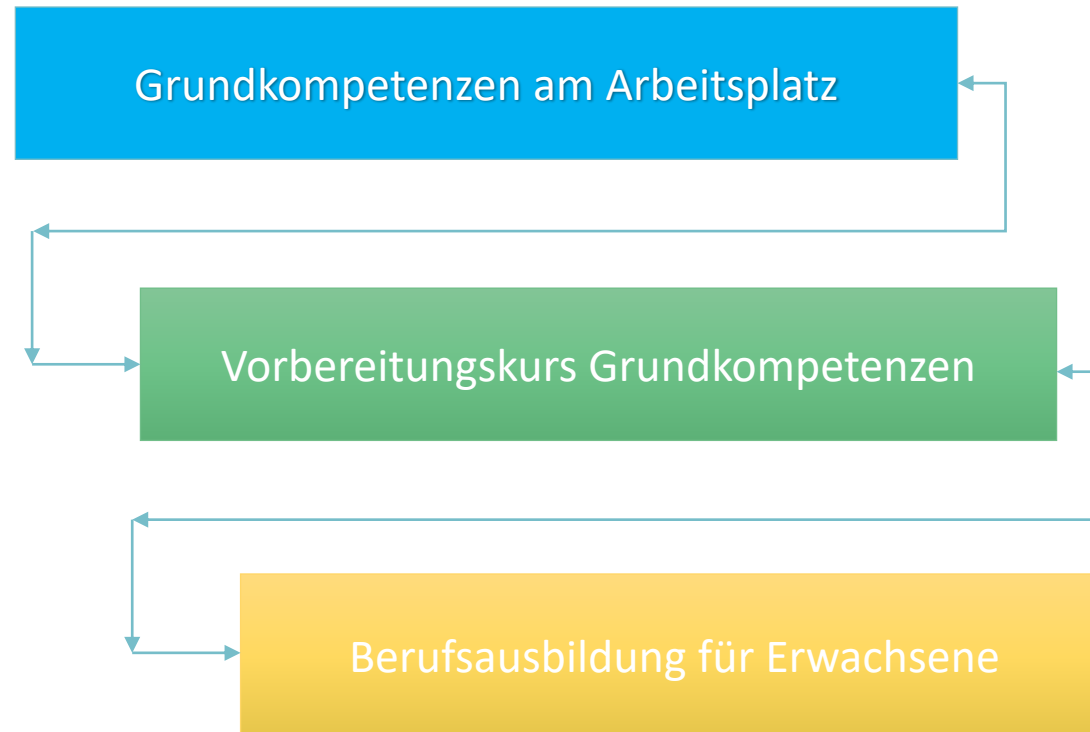 Grundkompetenzen am Arbeitsplatz
Vorbereitungskurs Grundkompetenzen
Berufsausbildung für Erwachsene